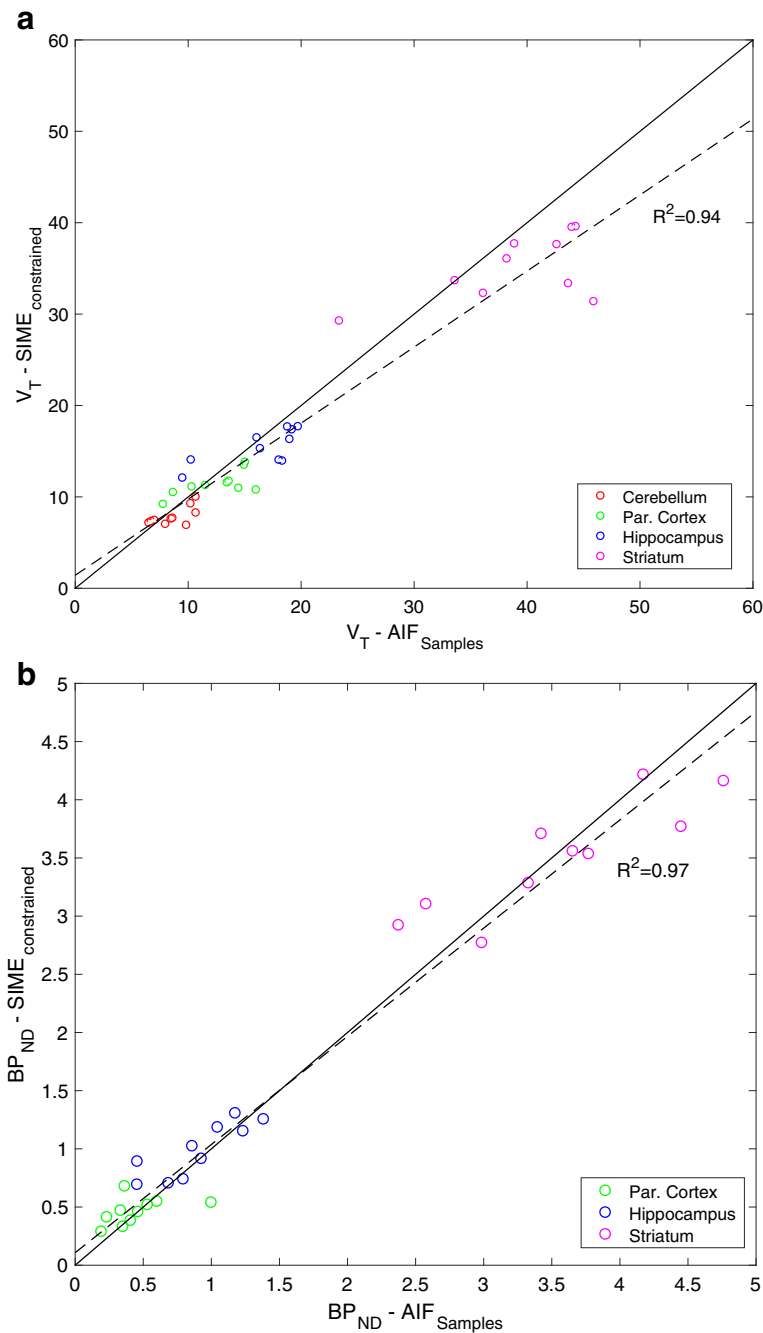 a
60
50
40
30
20
10
0
V_T - SIME_constrained
R²=0.94
Cerebellum
Par. Cortex
Hippocampus
Striatum
0 10 20 30 40 50 60
V_T - AIF_Samples
b
5
4.5
4
3.5
3
2.5
2
1.5
1
0.5
0
BP_ND - SIME_constrained
R²=0.97
Par. Cortex
Hippocampus
Striatum
0 0.5 1 1.5 2 2.5 3 3.5 4 4.5 5
BP_ND - AIF_Samples